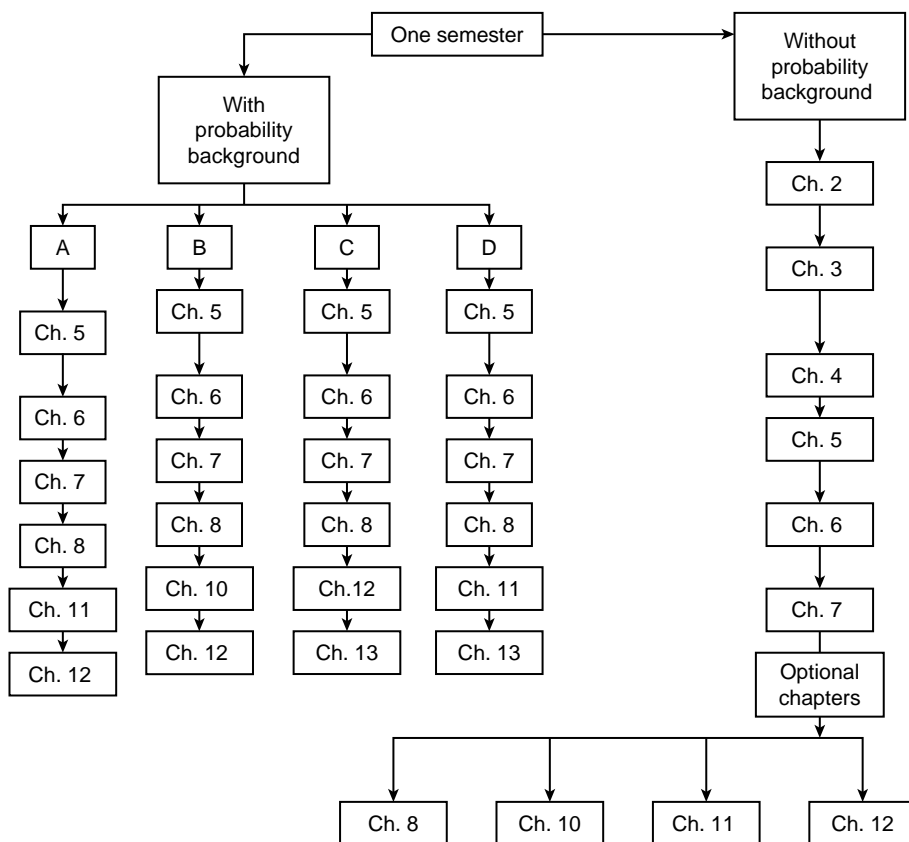 One semester
Without
probability
background
With
probability
background
A
B
C
D
Ch. 5
Ch. 6
Ch. 7
Ch. 8
Ch. 11
Ch. 12
Ch. 5
Ch. 6
Ch. 7
Ch. 8
Ch. 10
Ch. 12
Ch. 5
Ch. 6
Ch. 7
Ch. 8
Ch.12
Ch. 13
Ch. 5
Ch. 6
Ch. 7
Ch. 8
Ch. 11
Ch. 13
Ch. 2
Ch. 3
Ch. 4
Ch. 5
Ch. 6
Ch. 7
Optional
chapters
Ch. 8
Ch. 10
Ch. 11
Ch. 12